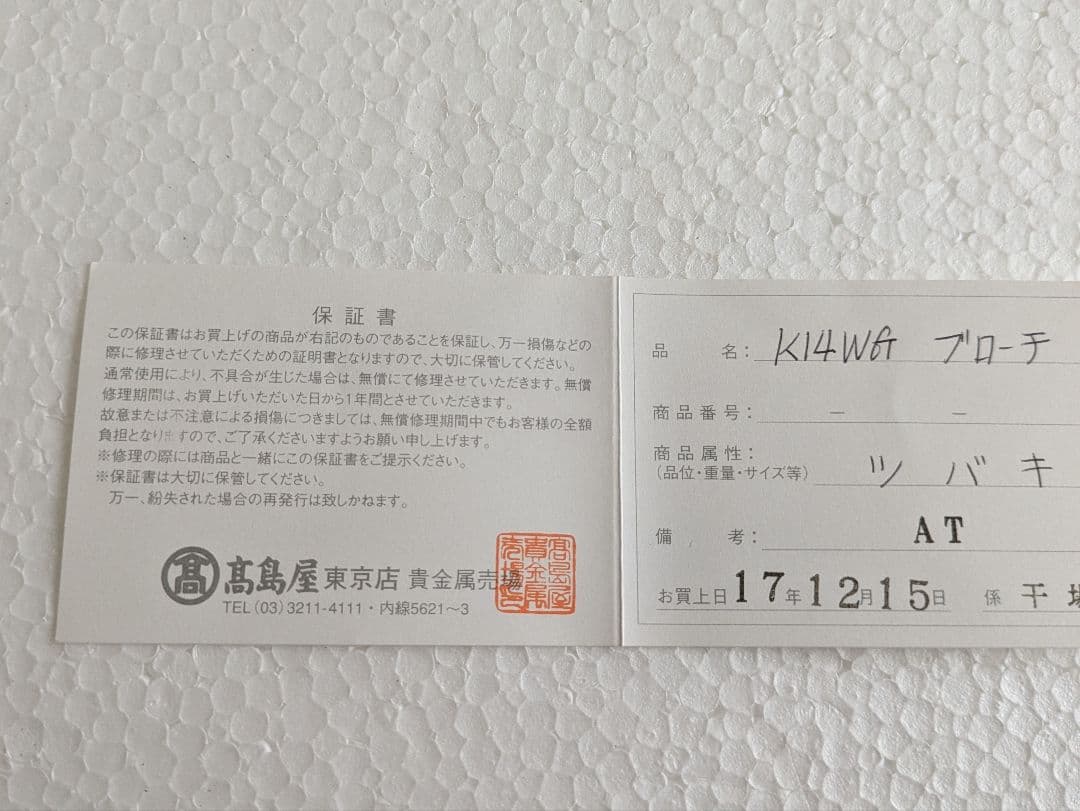 保証書
この保証書はお買上げの商品が右記のものであることを保証し、万一損傷などの
際に修理させていただくための証明書となりますので、大切に保管してください。
通常使用により、不具合が生じた場合は、無償にて修理させていただきます。無償
修理期間は、お買上げいただいた日から1年間とさせていただきます。
故意または不注意による損傷につきましては、無償修理期間中でもお客様の全額
負担となりますので、ご了承くださいますようお願い申し上げます。
※修理の際には商品と一緒にこの保証書をご提示ください。
※保証書は大切に保管してください。
万一、紛失された場合の再発行は致しかねます。
髙 髙島屋 東京店 貴金属売場
TEL(03)3211-4111・内線5621〜3
髙島屋
貴金属
売場
品名: K14WG ブローチ
商品番号: − −
商品属性: ツバキ
(品位・重量・サイズ等)
備考: AT
お買上日 17年12月15日 係 干場